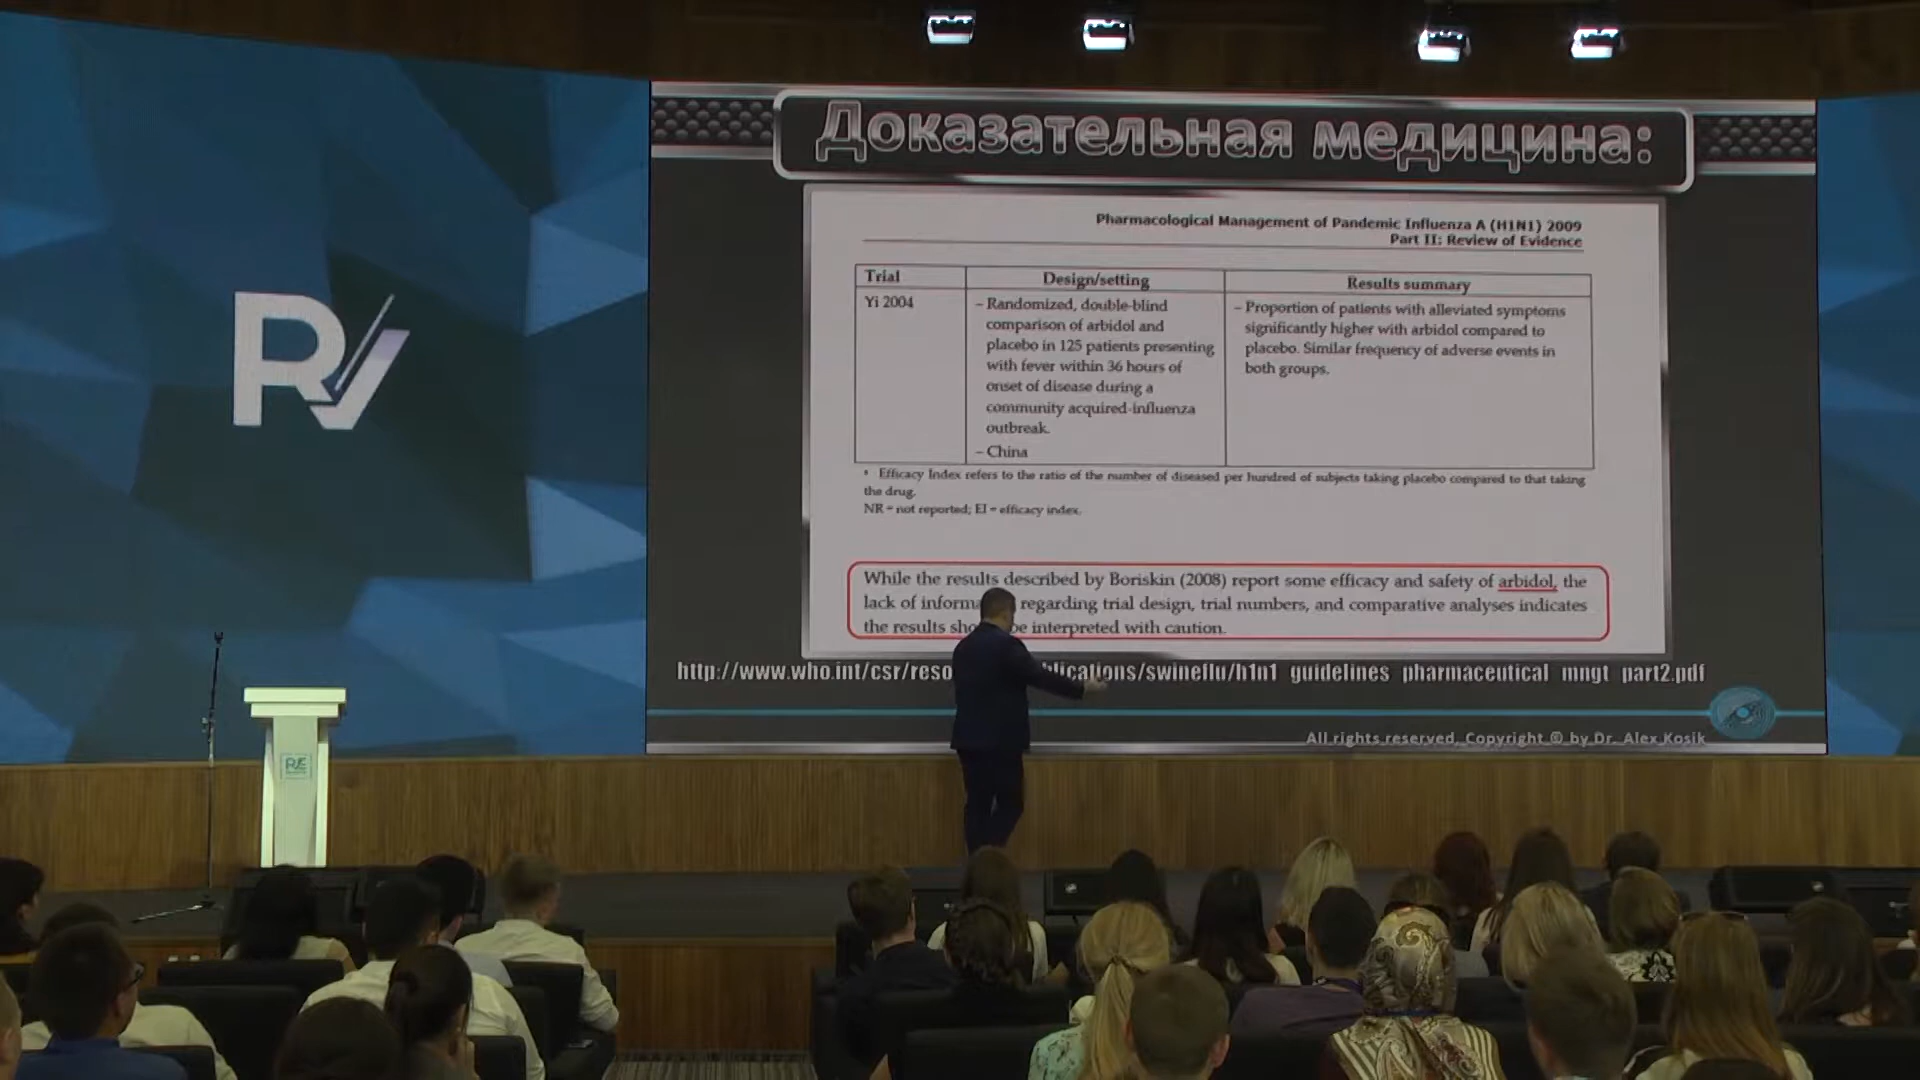 Доказательная медицина:
Pharmacological Management of Pandemic Influenza A (H1N1) 2009
Part II: Review of Evidence
Trial
Design/setting
Results summary
Yi 2004
– Randomized, double-blind
comparison of arbidol and
placebo in 125 patients presenting
with fever within 36 hours of
onset of disease during a
community acquired-influenza
outbreak.
– China
– Proportion of patients with alleviated symptoms
significantly higher with arbidol compared to
placebo. Similar frequency of adverse events in
both groups.
Efficacy Index refers to the ratio of the number of diseased per hundred of subjects taking placebo compared to that taking
the drug.
NR = not reported; EI = efficacy index.
While the results described by Boriskin (2008) report some efficacy and safety of arbidol, the
lack of regarding trial design, trial numbers, and comparative analyses indicates
the results be interpreted with caution.
http://www.who.int/csr/reso lications/swineflu/h1n1_guidelines_pharmaceutical_mngt_part2.pdf
All rights reserved, Copyright © by Dr. Alex Kosik